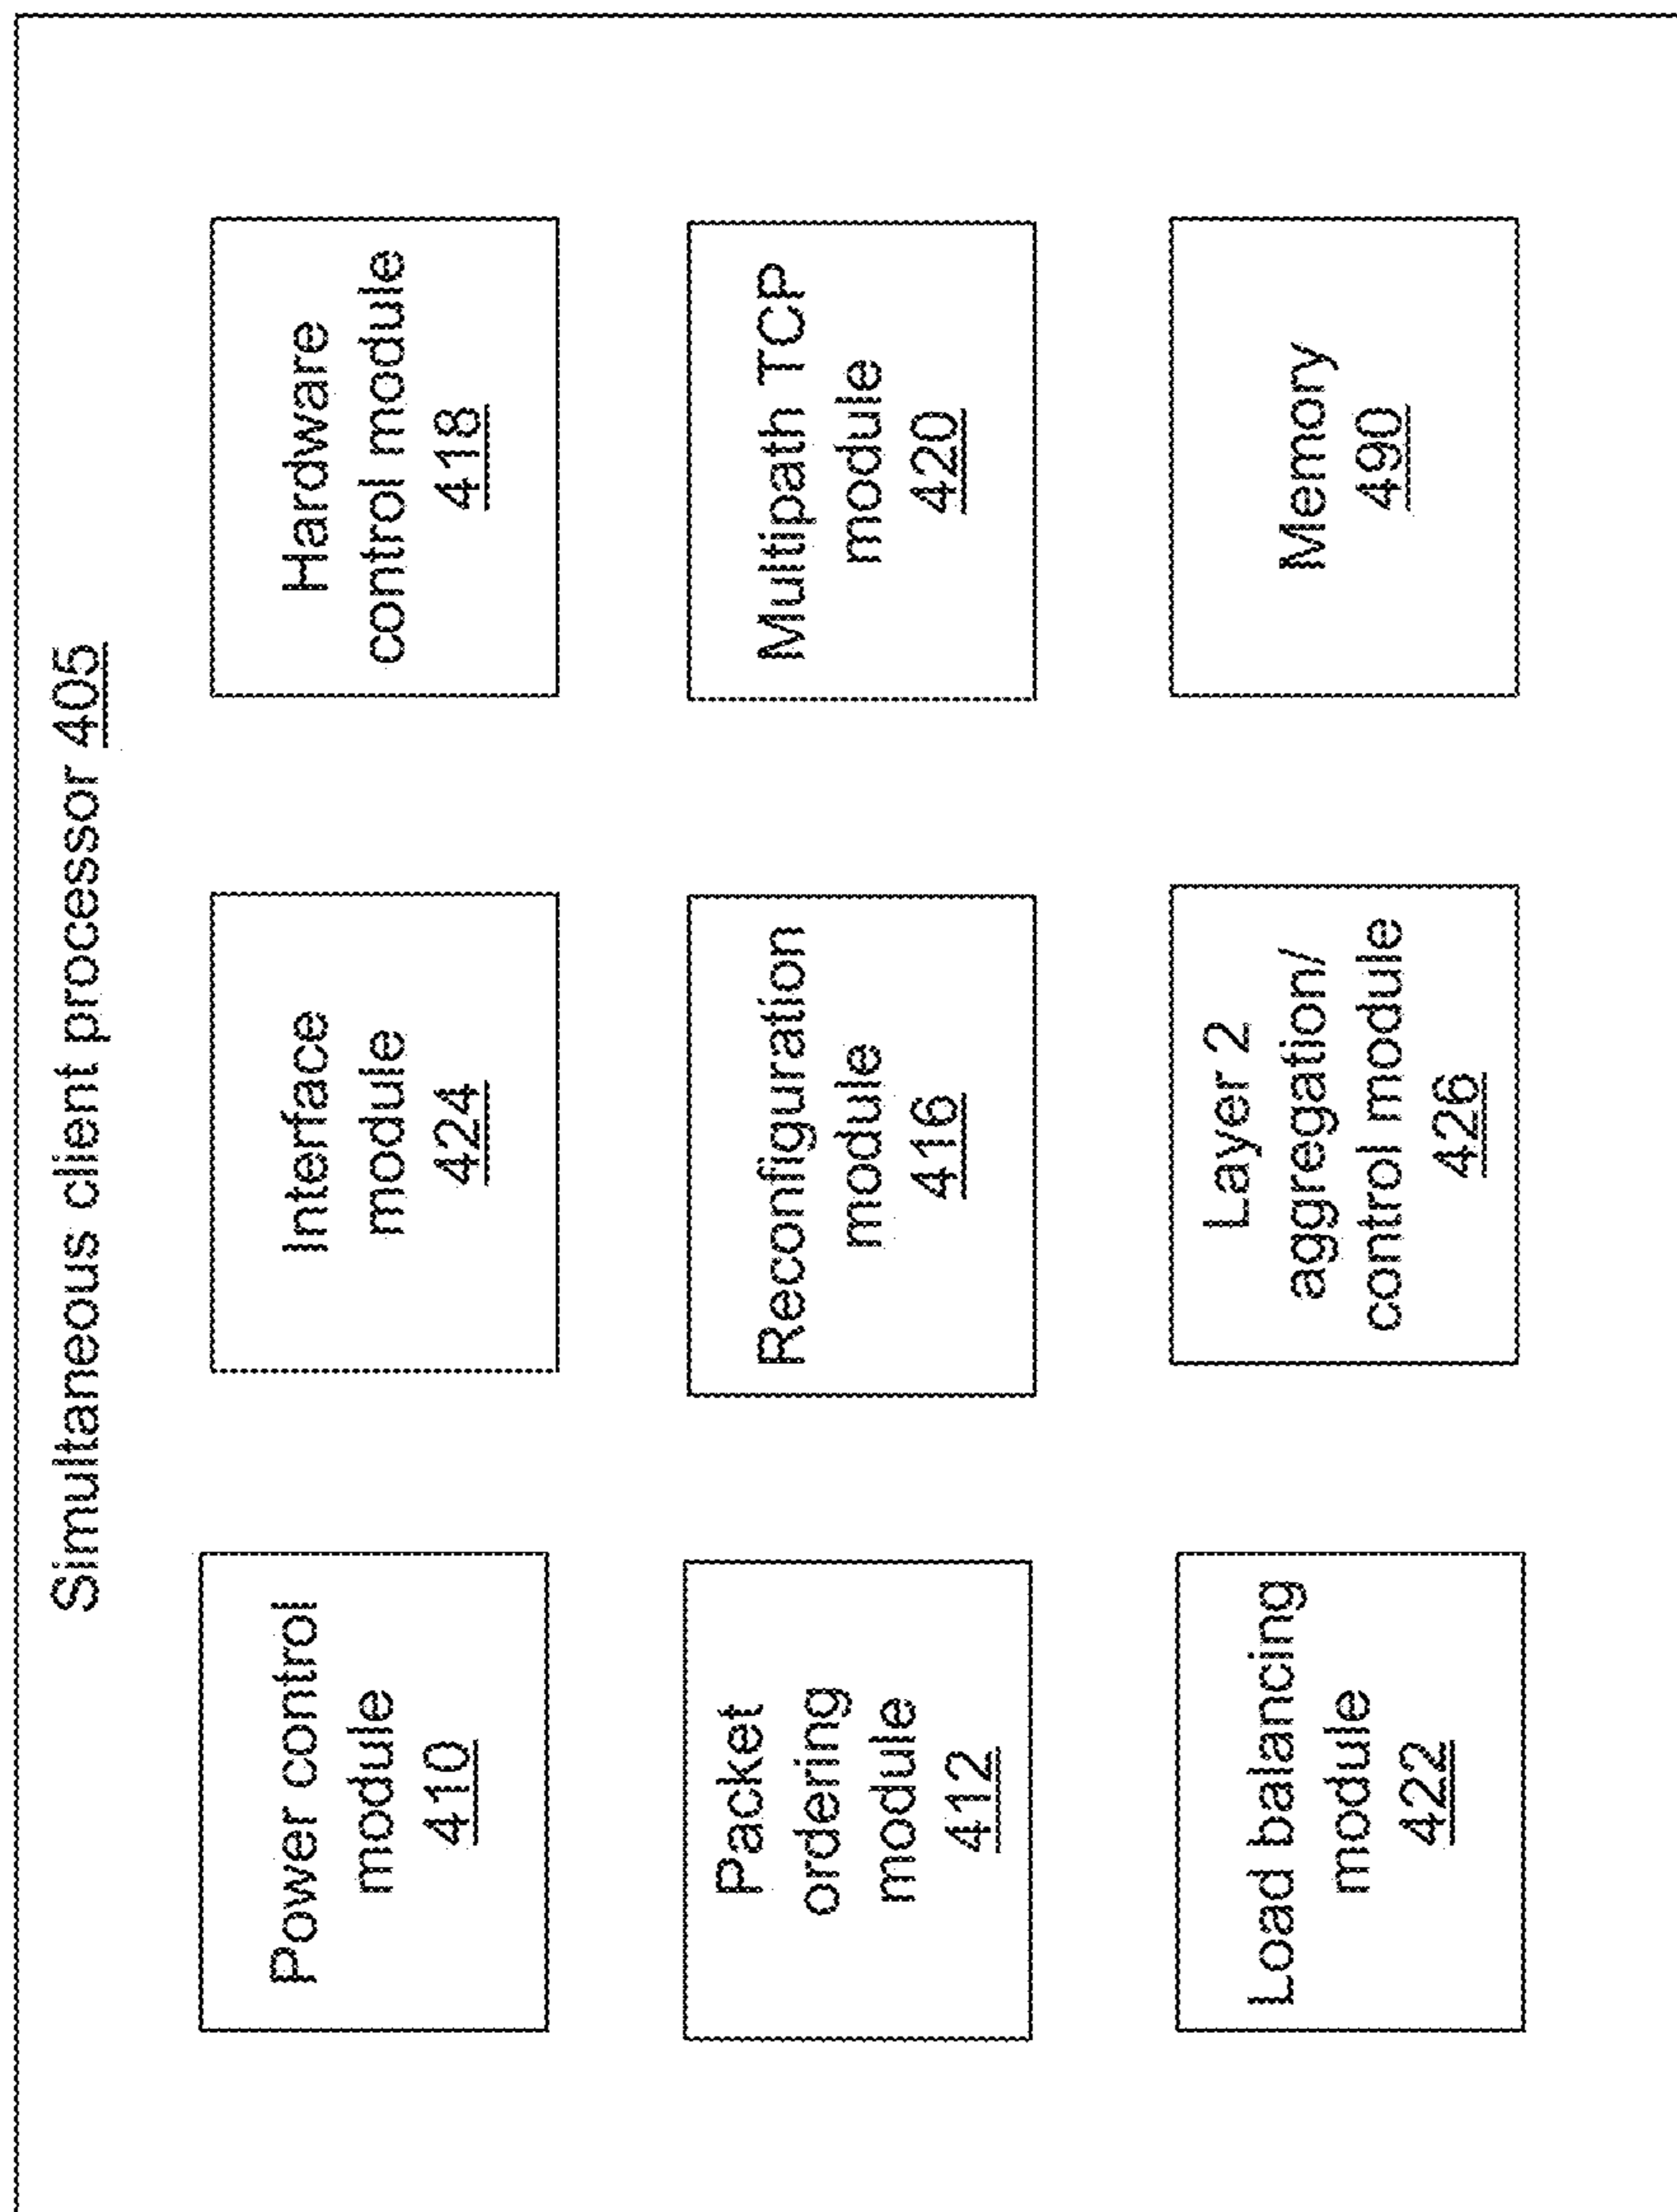 Simultaneous client processor 405
Power control
module
410
Interface
module
424
Hardware
control module
418
Packet
ordering
module
412
Reconfiguration
module
416
Multipath TCP
module
420
Load balancing
module
422
Layer 2
aggregation/
control module
426
Memory
490